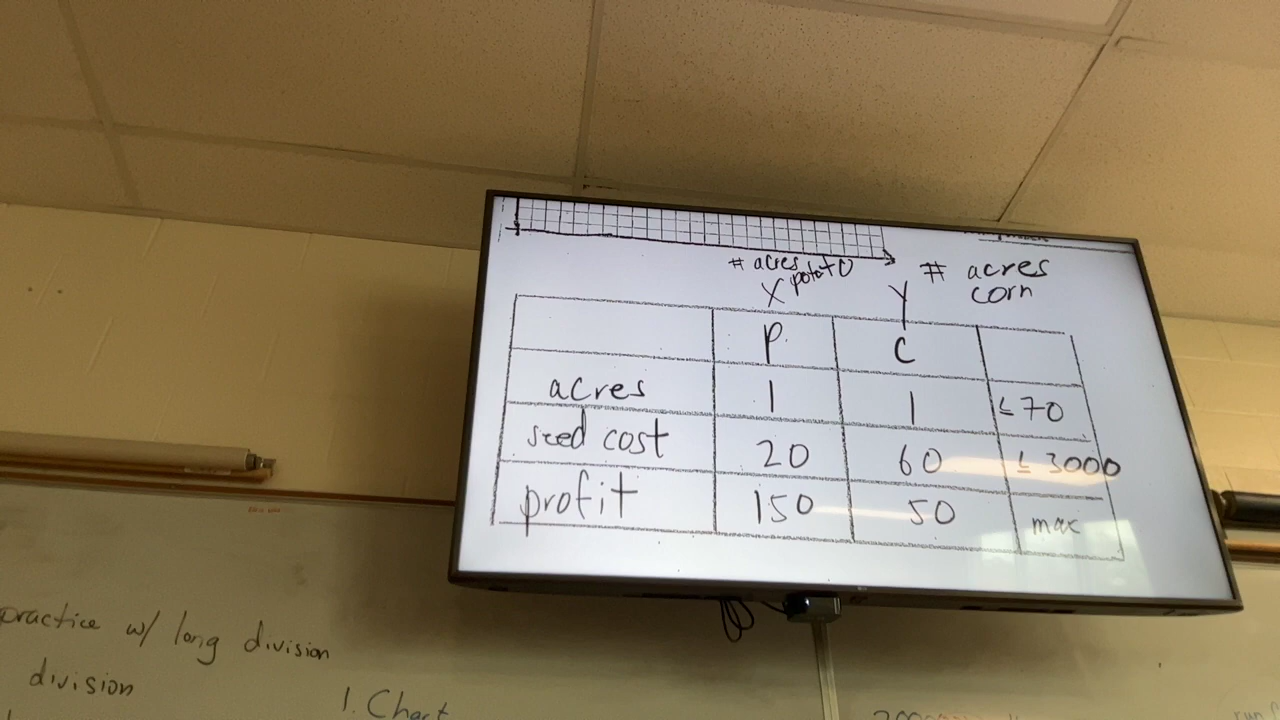 # acres potato
# acres corn
X
Y
P
C
acres 1 1 ≤70
seed cost 20 60 ≤ 3000
profit 150 50 max
practice w/ long division
division
1. Chart